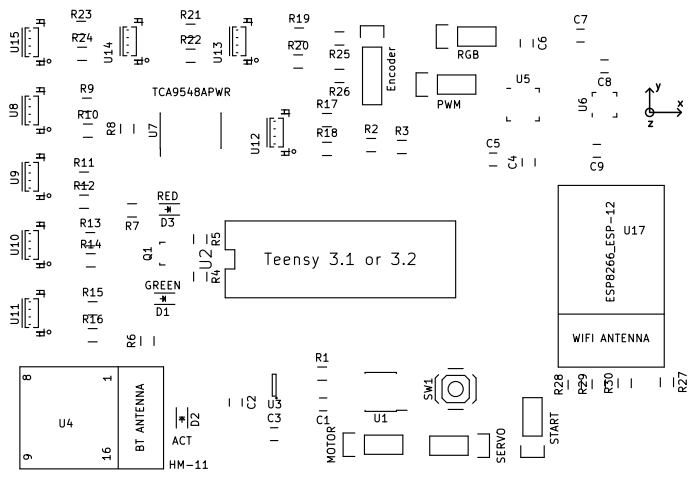 R23
R21
R19
C7
U15
R24
U14
R22
U13
R20
R25
Encoder
RGB
C6
R26
PWM
U5
C8
y
x
z
U6
R9
TCA9548APWR
U8
R10
R8
U7
R17
U12
R18
R2
R3
C5
C4
C9
R11
U9
R12
RED
D3
R7
R13
U10
R14
Q1
R5
U2
R4
Teensy 3.1 or 3.2
ESP8266_ESP-12
U17
WIFI ANTENNA
GREEN
D1
R15
U11
R16
R6
R1
8
1
U4
BT ANTENNA
9
16
D2
ACT
HM-11
C2
U3
C3
C1
U1
SW1
R28
R29
R30
R27
MOTOR
SERVO
START